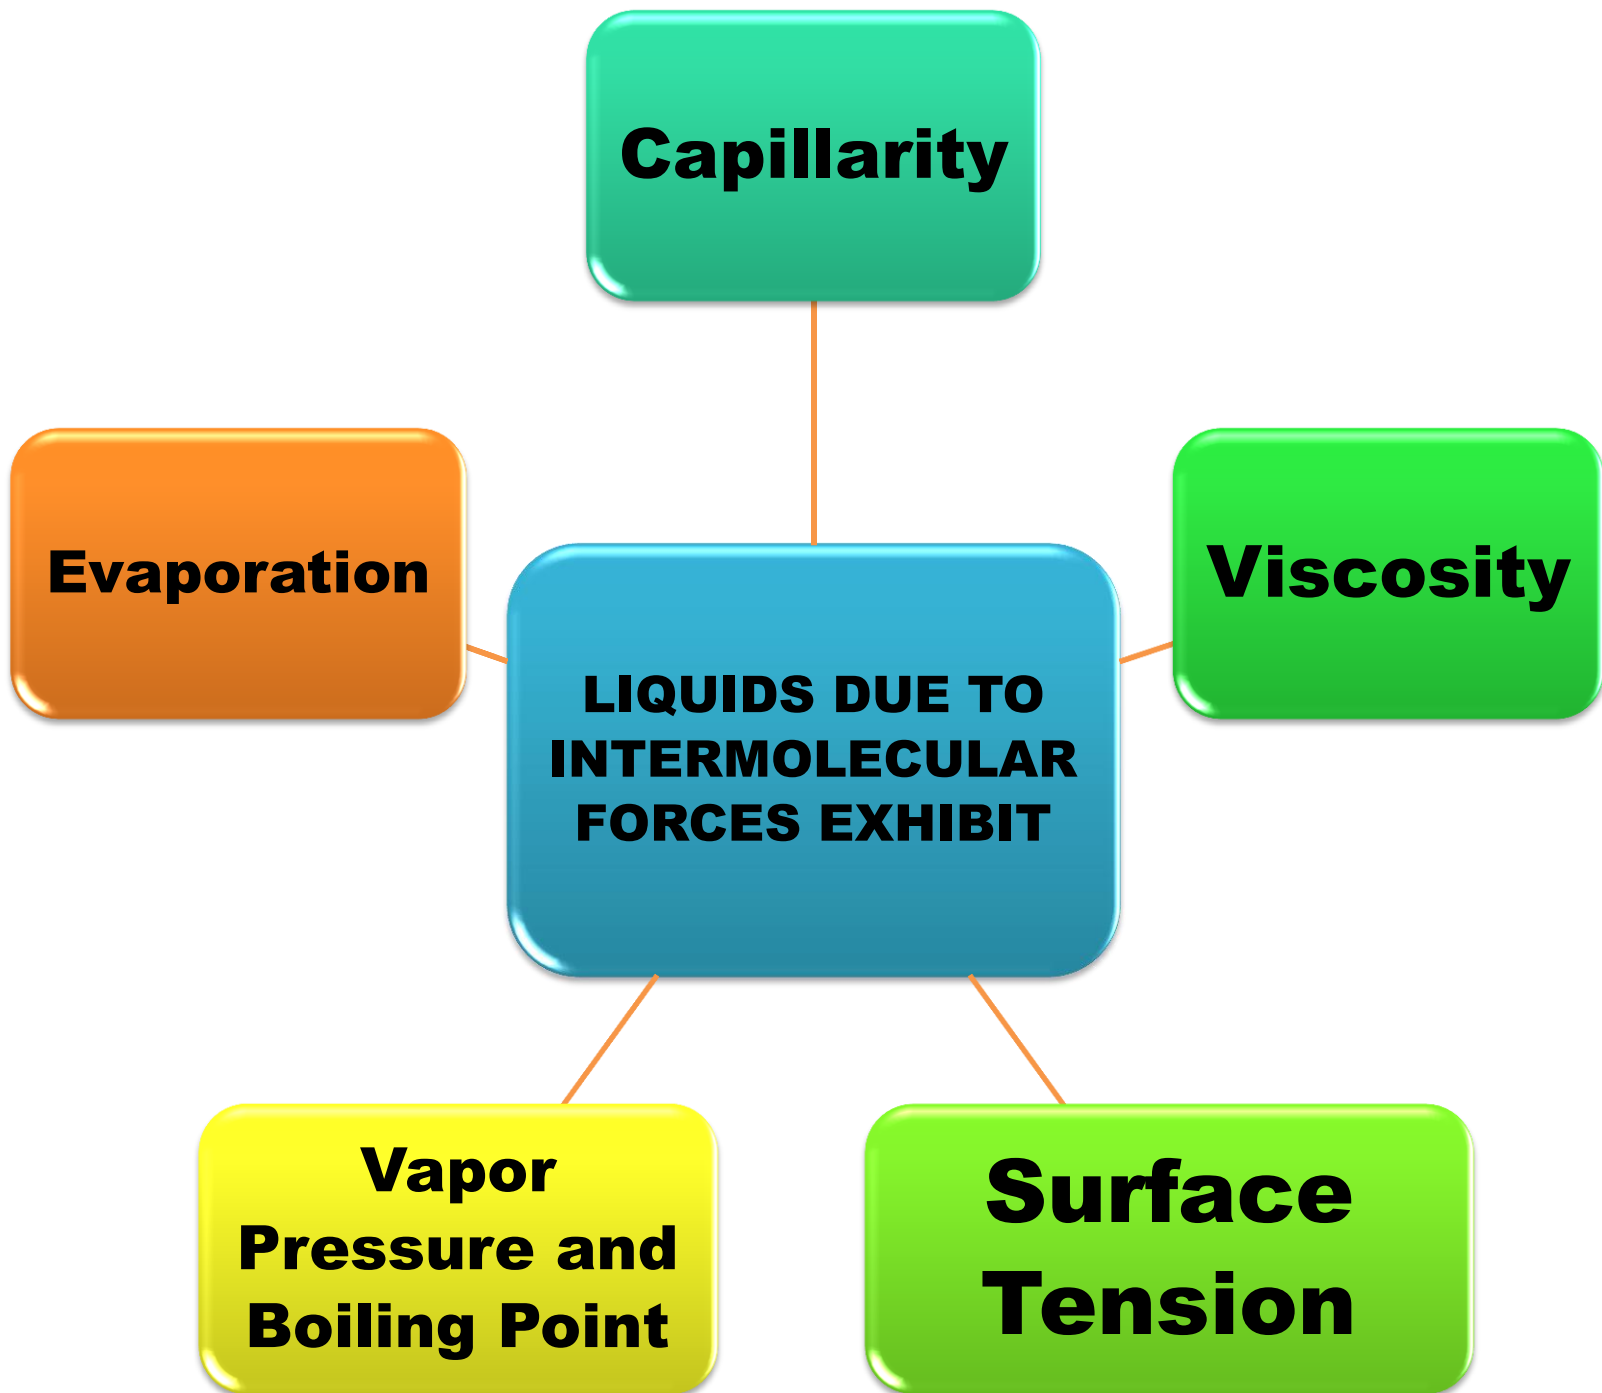 Capillarity
Evaporation
Viscosity
LIQUIDS DUE TO
INTERMOLECULAR
FORCES EXHIBIT
Vapor
Pressure and
Boiling Point
Surface
Tension